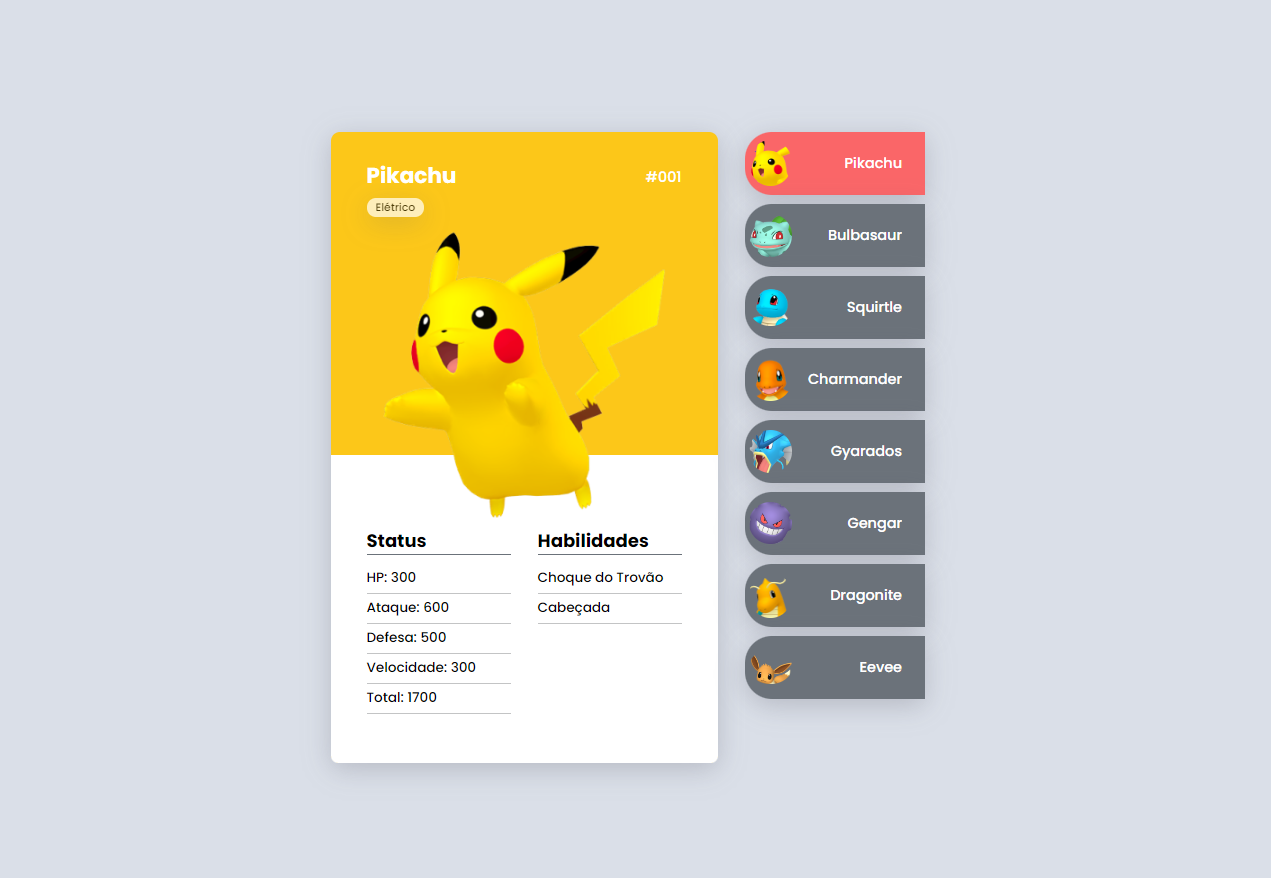 Pikachu
#001
Elétrico
Status
HP: 300
Ataque: 600
Defesa: 500
Velocidade: 300
Total: 1700
Habilidades
Choque do Trovão
Cabeçada
Pikachu
Bulbasaur
Squirtle
Charmander
Gyarados
Gengar
Dragonite
Eevee